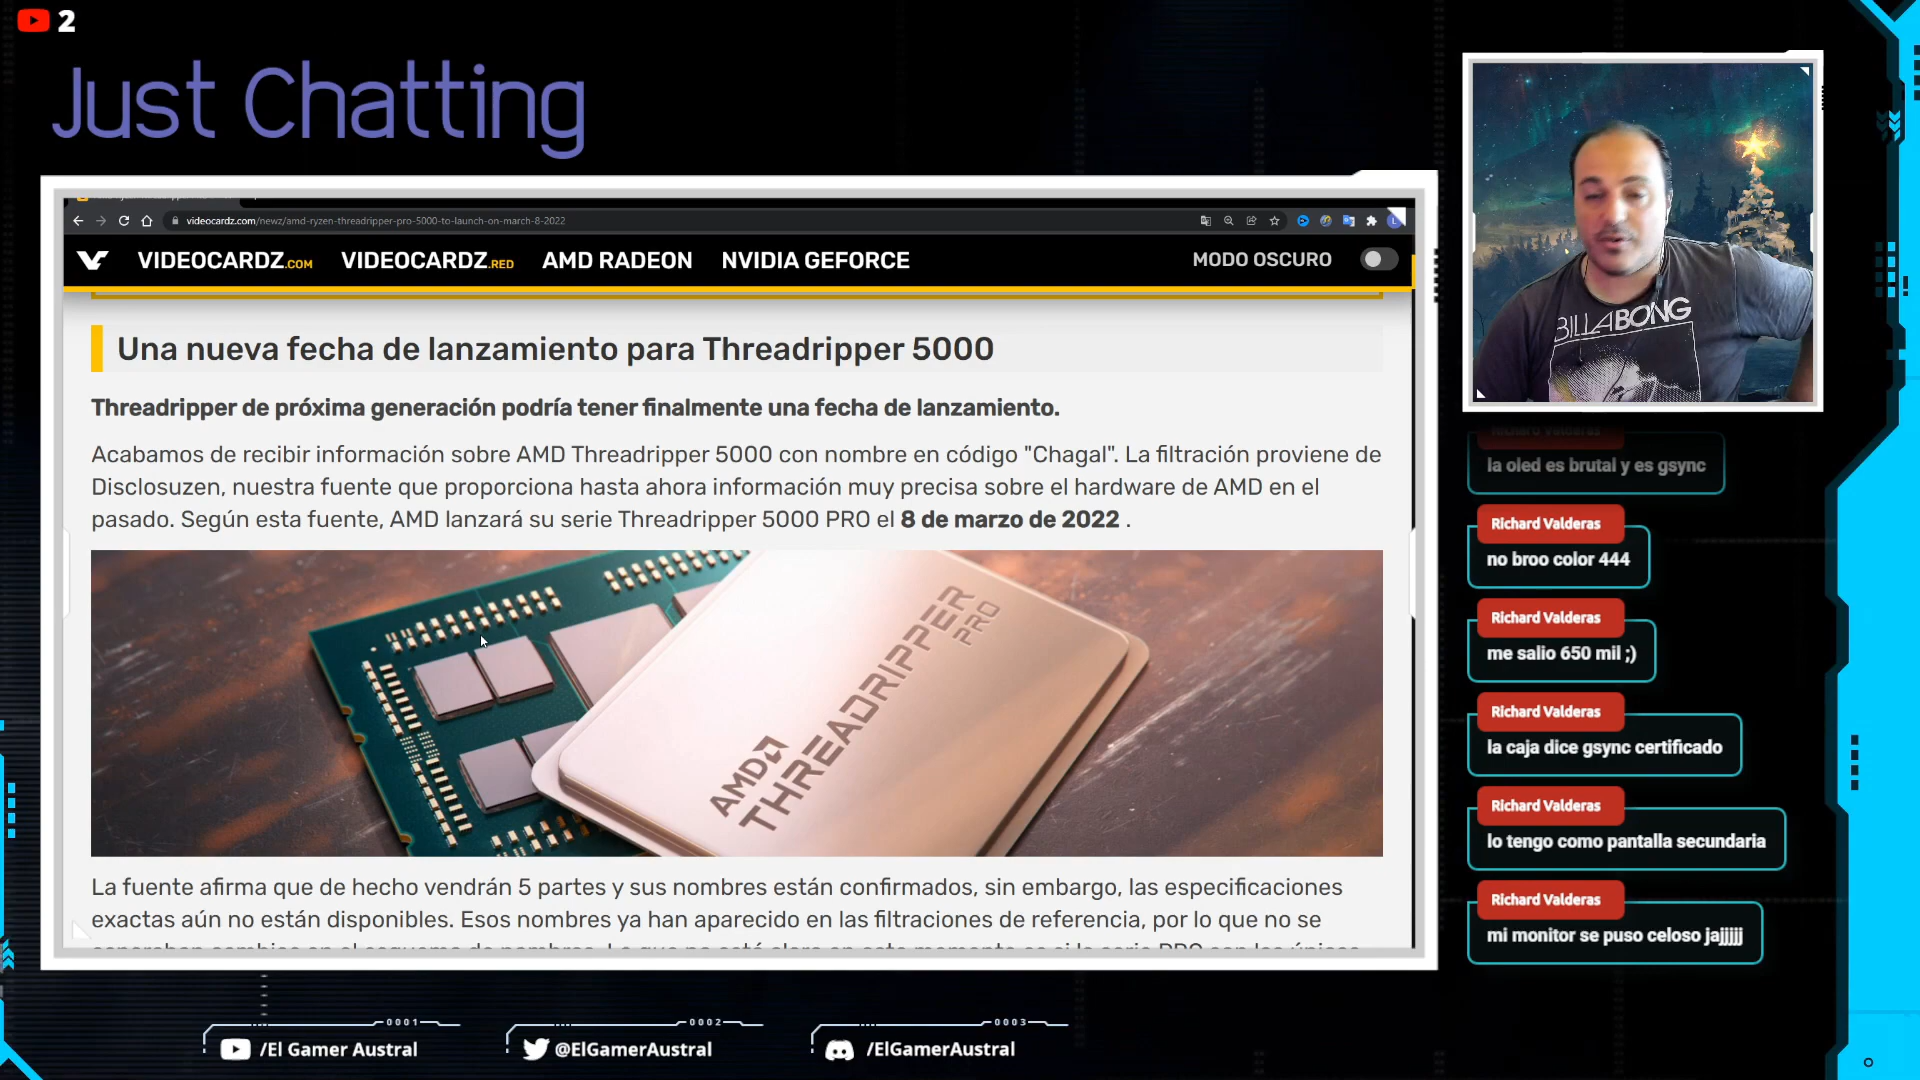 2
Just Chatting
videocardz.com/newz/amd-ryzen-threadripper-pro-5000-to-launch-on-march-8-2022
VIDEOCARDZ.COM VIDEOCARDZ.RED AMD RADEON NVIDIA GEFORCE MODO OSCURO
Una nueva fecha de lanzamiento para Threadripper 5000
Threadripper de próxima generación podría tener finalmente una fecha de lanzamiento.
Acabamos de recibir información sobre AMD Threadripper 5000 con nombre en código "Chagal". La filtración proviene de
Disclosuzen, nuestra fuente que proporciona hasta ahora información muy precisa sobre el hardware de AMD en el
pasado. Según esta fuente, AMD lanzará su serie Threadripper 5000 PRO el 8 de marzo de 2022 .
AMD
THREADRIPPER
PRO
La fuente afirma que de hecho vendrán 5 partes y sus nombres están confirmados, sin embargo, las especificaciones
exactas aún no están disponibles. Esos nombres ya han aparecido en las filtraciones de referencia, por lo que no se
BILLABONG
Richard Valderas
la oled es brutal y es gsync
Richard Valderas
no broo color 444
Richard Valderas
me salio 650 mil ;)
Richard Valderas
la caja dice gsync certificado
Richard Valderas
lo tengo como pantalla secundaria
Richard Valderas
mi monitor se puso celoso jajjjjj
0001
/El Gamer Austral
0002
@ElGamerAustral
0003
/ElGamerAustral